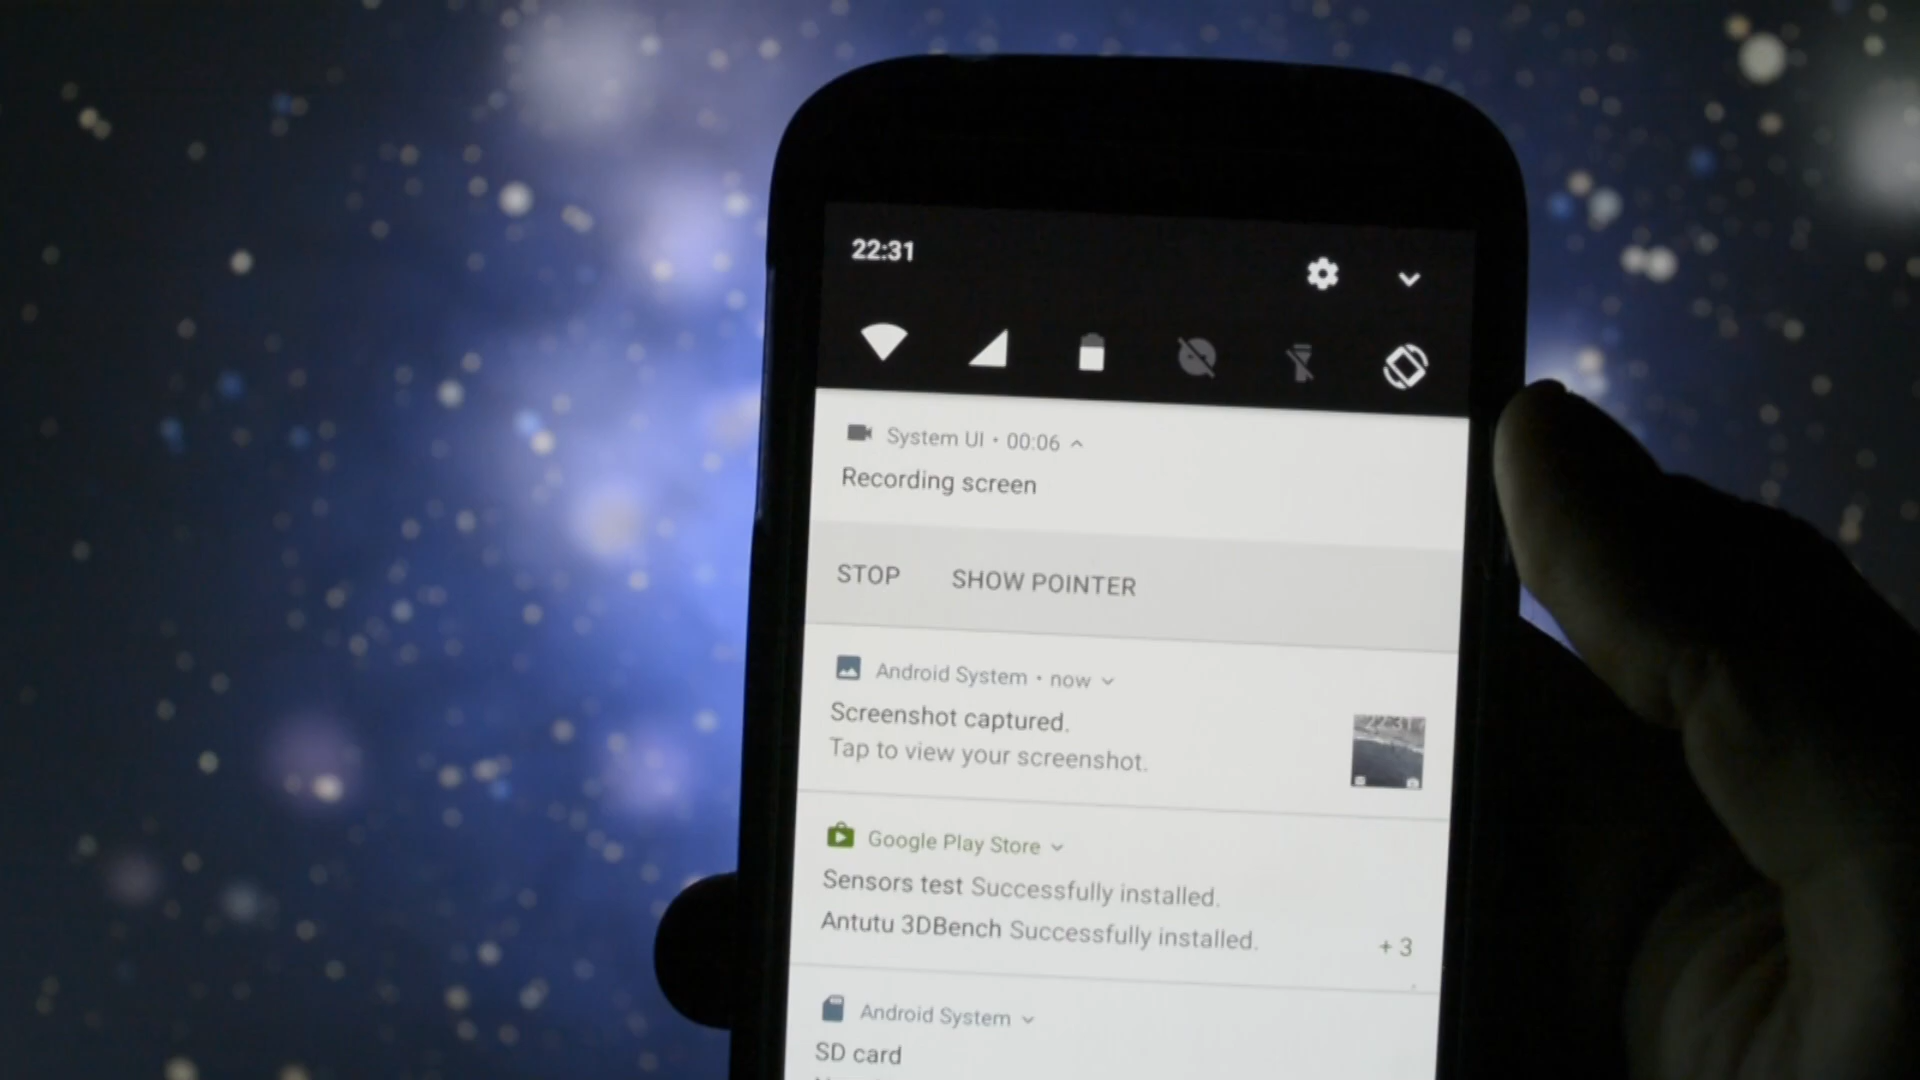 22:31
System UI • 00:06
Recording screen
STOP SHOW POINTER
Android System • now
Screenshot captured.
Tap to view your screenshot.
Google Play Store
Sensors test Successfully installed.
Antutu 3DBench Successfully installed.
+ 3
Android System
SD card